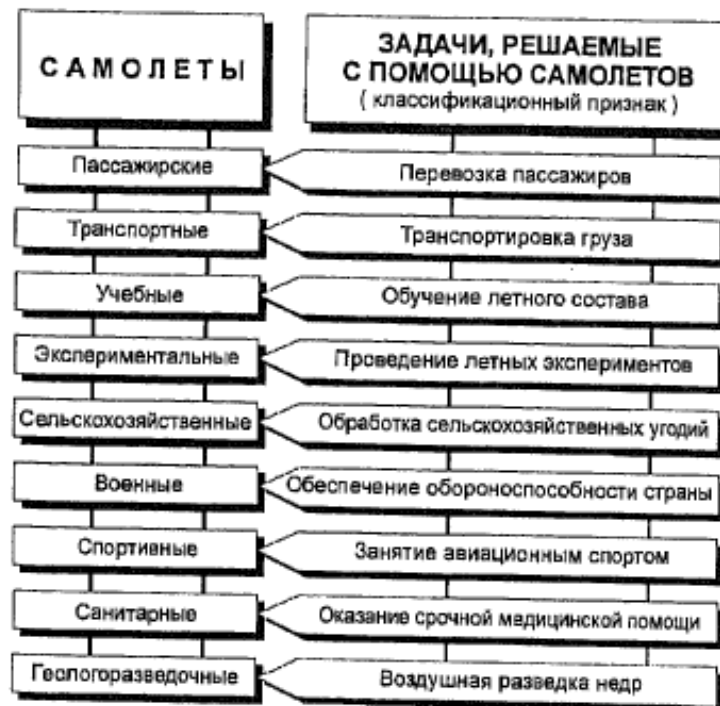 САМОЛЕТЫ
ЗАДАЧИ, РЕШАЕМЫЕ
С ПОМОЩЬЮ САМОЛЕТОВ
( классификационный признак )
Пассажирские
Перевозка пассажиров
Транспортные
Транспортировка груза
Учебные
Обучение летного состава
Экспериментальные
Проведение летных экспериментов
Сельскохозяйственные
Обработка сельскохозяйственных угодий
Военные
Обеспечение обороноспособности страны
Спортивные
Занятие авиационным спортом
Санитарные
Оказание срочной медицинской помощи
Геологоразведочные
Воздушная разведка недр